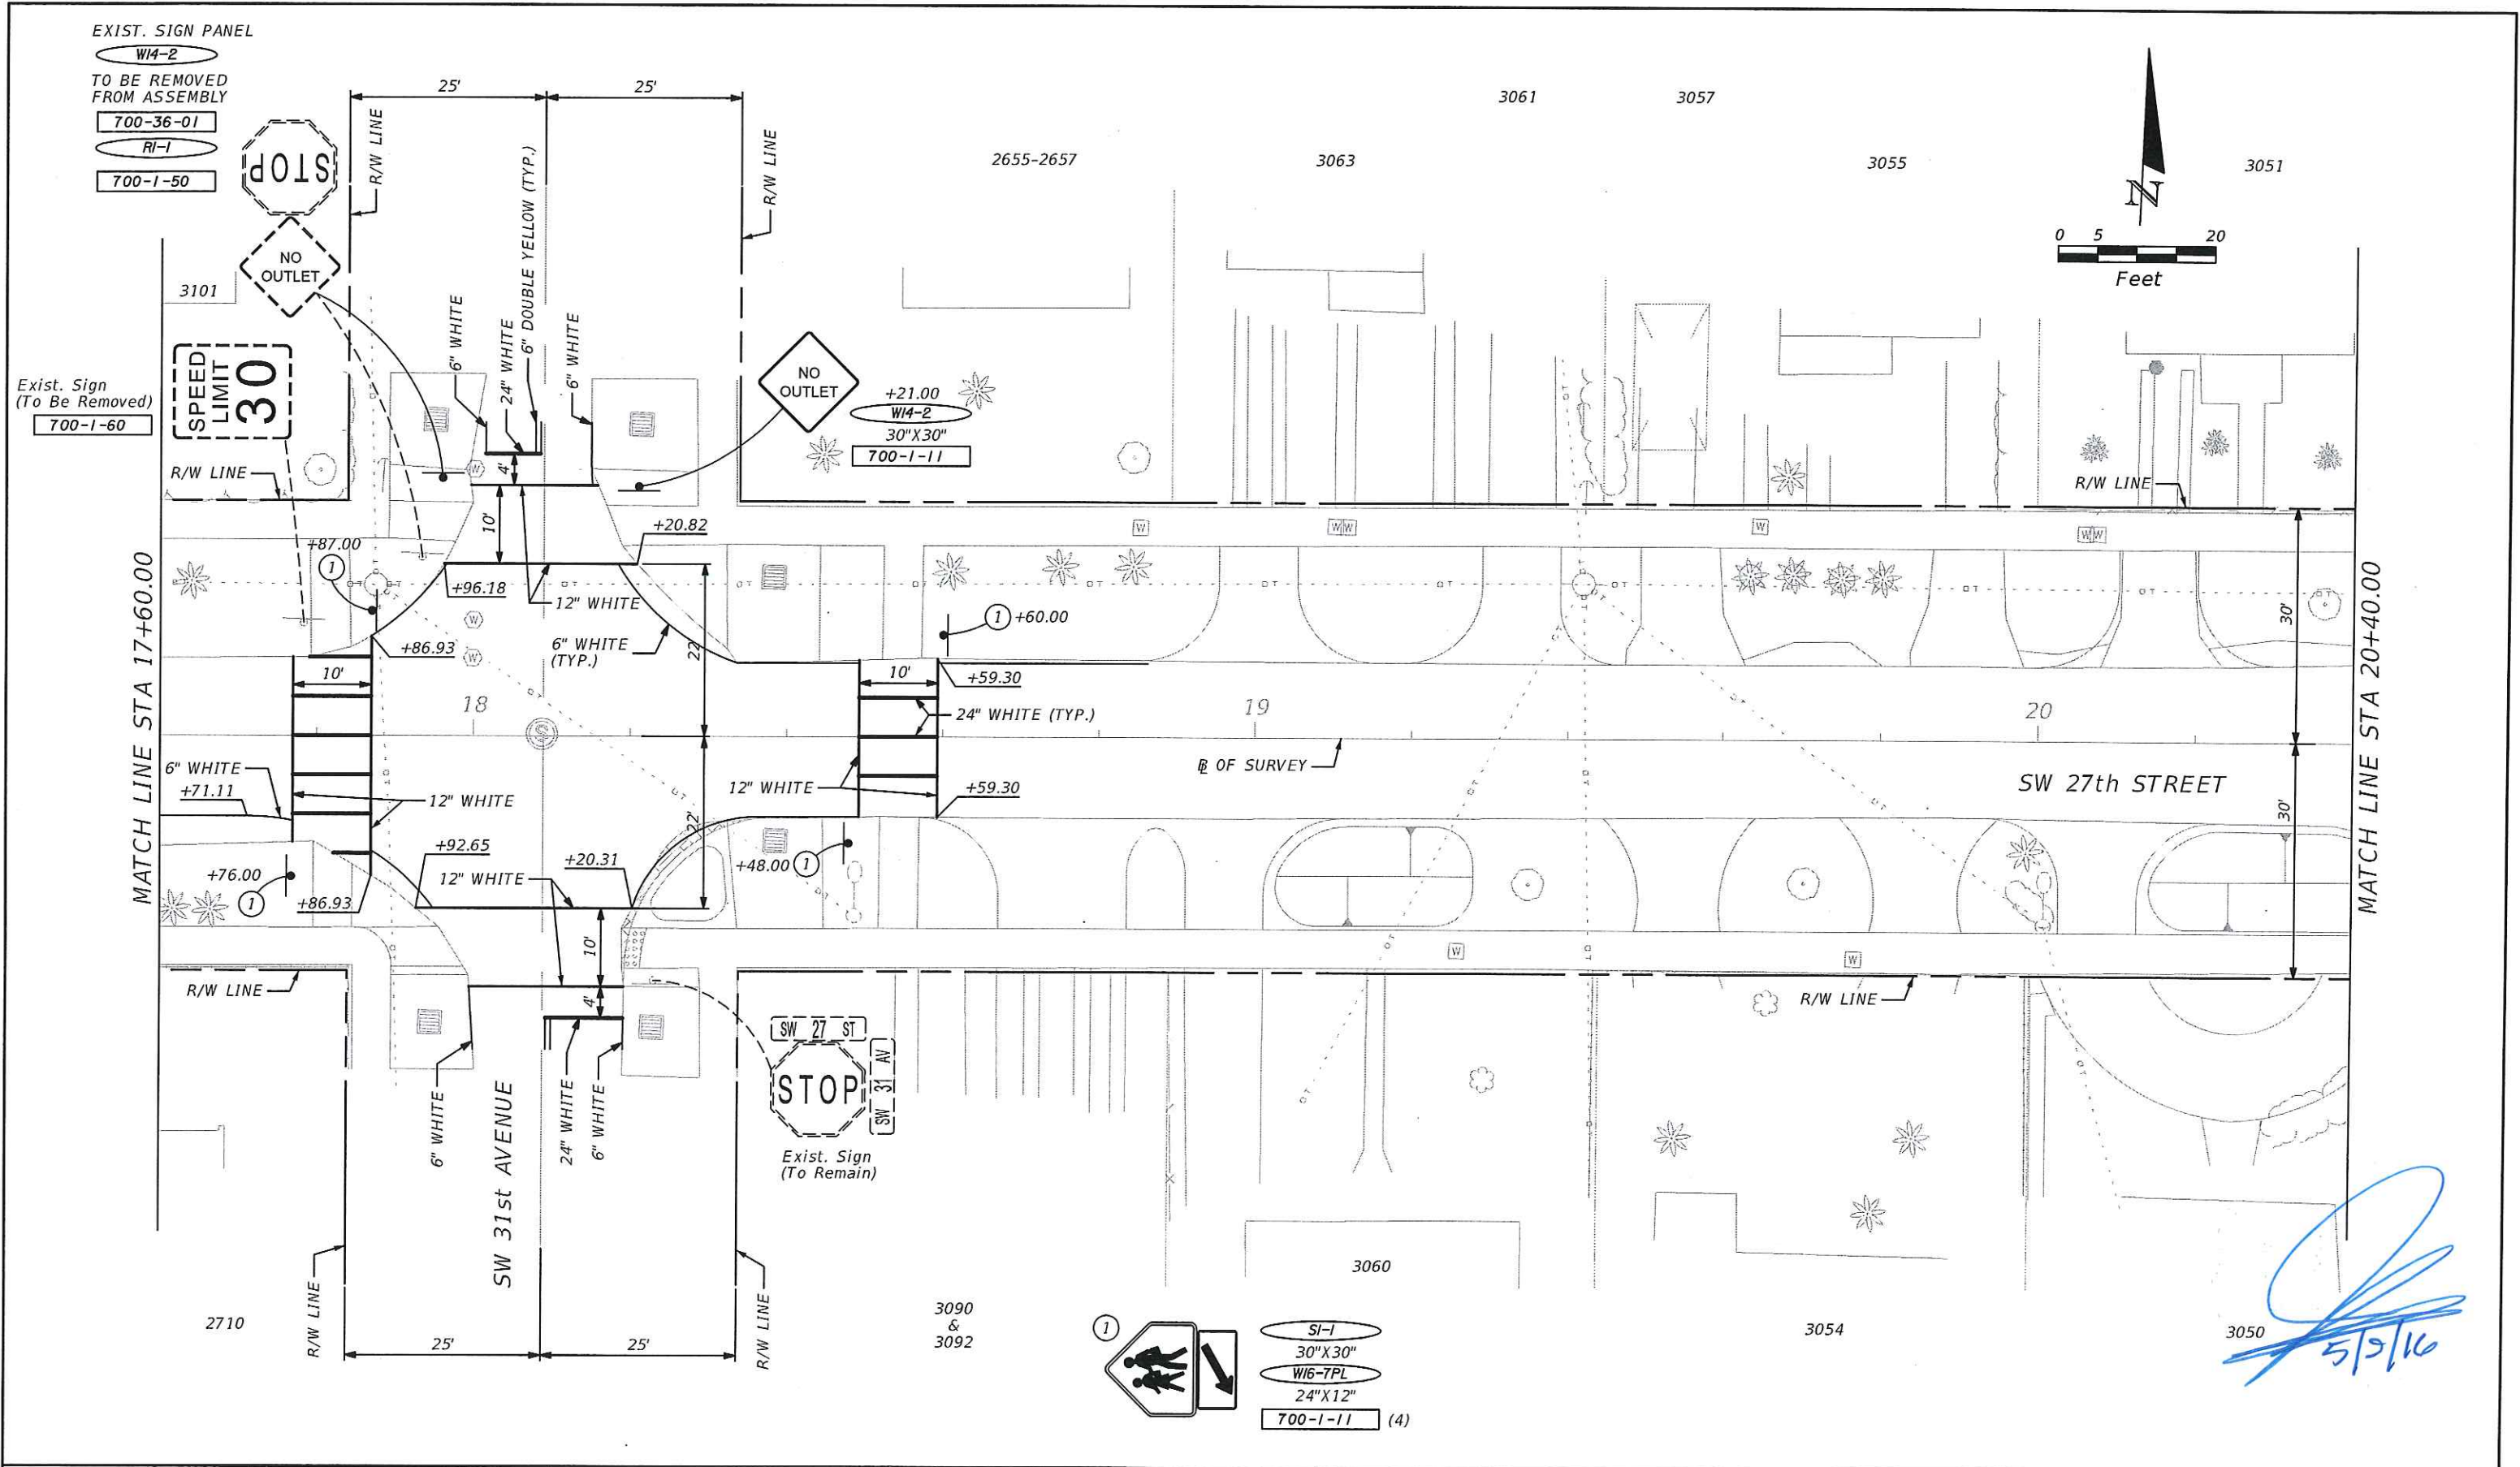 EXIST. SIGN PANEL
W14-2
TO BE REMOVED
FROM ASSEMBLY
700-36-01
R1-1
700-1-50
STOP
R/W LINE
25'
25'
R/W LINE
3061
3057
2655-2657
3063
3055
3051
N
0 5 20
Feet
NO
OUTLET
3101
SPEED
LIMIT
30
Exist. Sign
(To Be Removed)
700-1-60
R/W LINE
6" WHITE
24" WHITE
6" DOUBLE YELLOW (TYP.)
6" WHITE
NO
OUTLET
+21.00
W14-2
30"X30"
700-1-11
4'
10'
R/W LINE
+87.00
1
+20.82
+96.18
12" WHITE
+86.93
6" WHITE
(TYP.)
22'
1 +60.00
10'
10'
+59.30
24" WHITE (TYP.)
18
19
20
30'
MATCH LINE STA 17+60.00
MATCH LINE STA 20+40.00
6" WHITE
+71.11
12" WHITE
12" WHITE
+59.30
BL OF SURVEY
SW 27th STREET
22'
30'
+92.65
+20.31
12" WHITE
+48.00 1
+76.00
1
+86.93
10'
4'
R/W LINE
R/W LINE
SW 27 ST
STOP
SW 31 AV
Exist. Sign
(To Remain)
6" WHITE
SW 31st AVENUE
24" WHITE
6" WHITE
R/W LINE
R/W LINE
25'
25'
2710
3090
&
3092
3060
3054
3050
1
S1-1
30"X30"
W16-7PL
24"X12"
700-1-11 (4)
W
W
W
W
W
W
W
W
W
W
W
S